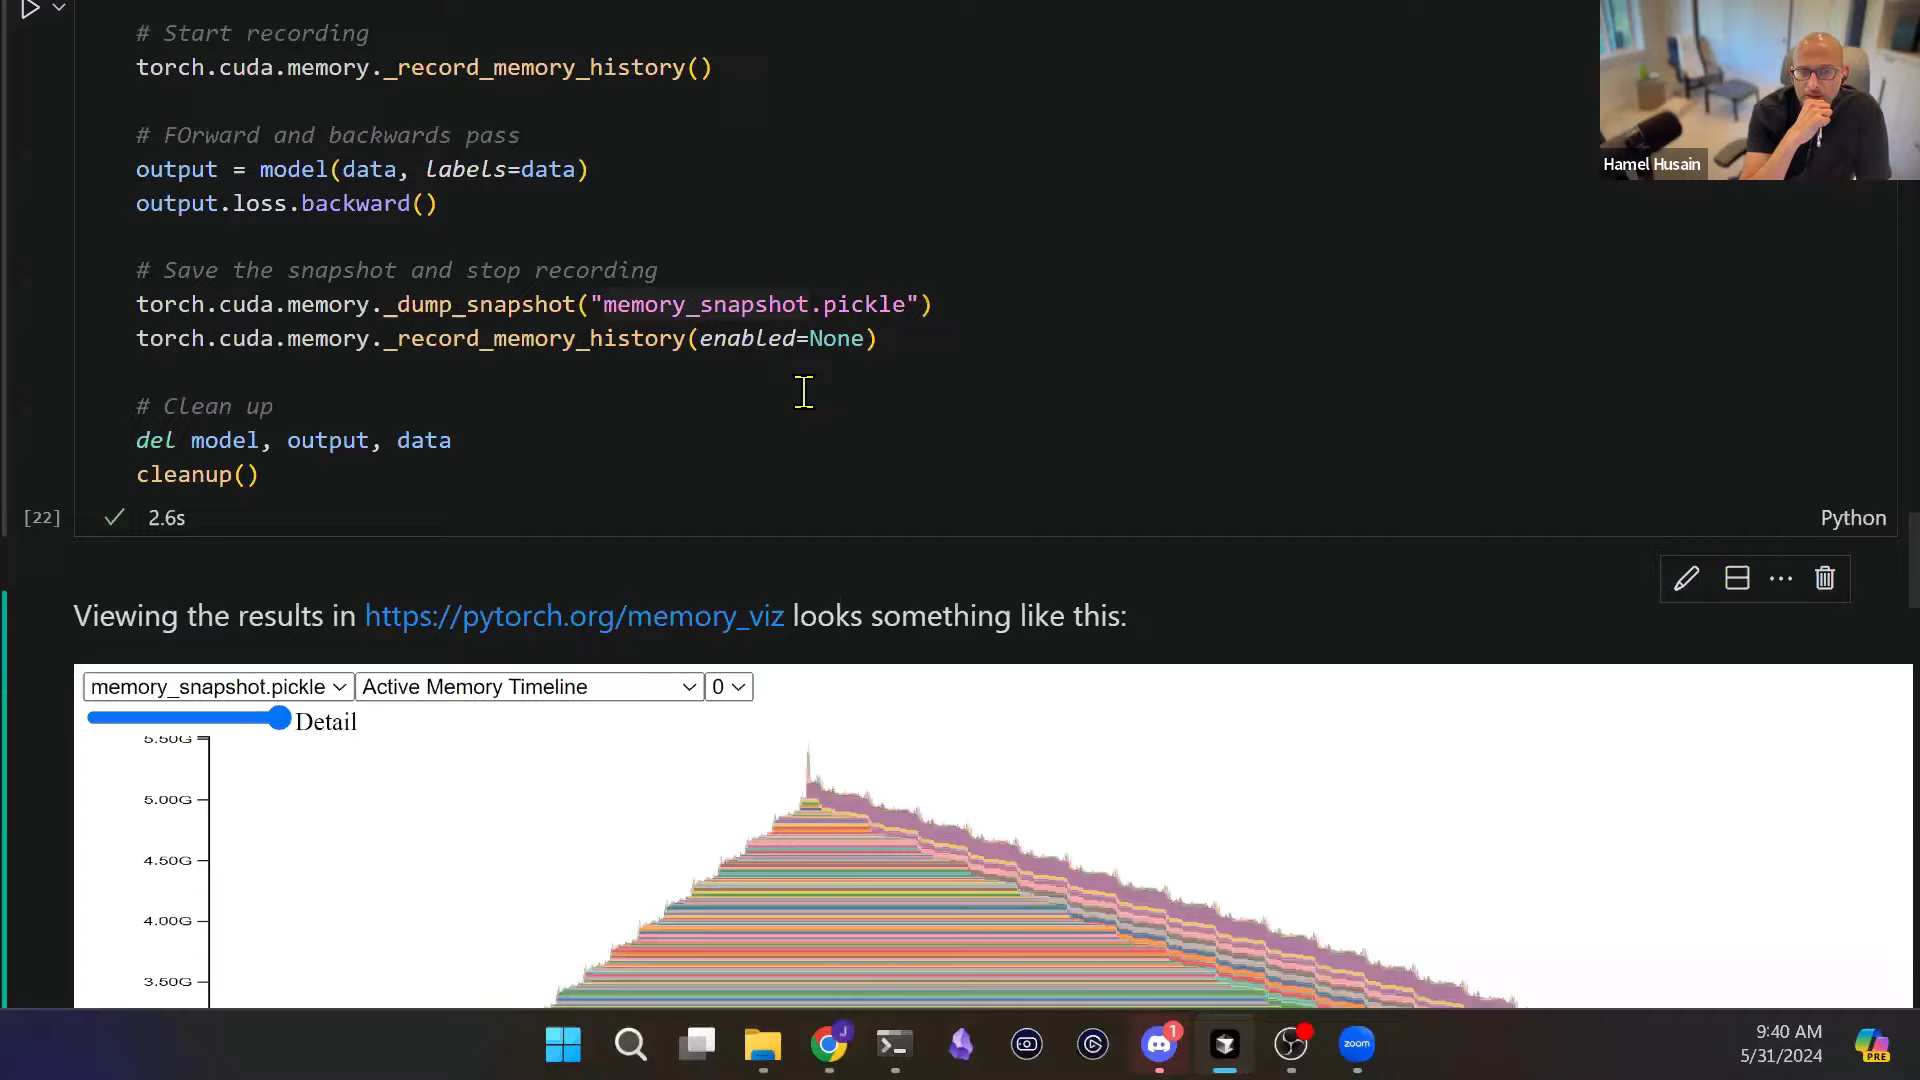 # Start recording
torch.cuda.memory._record_memory_history()
# FOrward and backwards pass
output = model(data, labels=data)
output.loss.backward()
# Save the snapshot and stop recording
torch.cuda.memory._dump_snapshot("memory_snapshot.pickle")
torch.cuda.memory._record_memory_history(enabled=None)
# Clean up
del model, output, data
cleanup()
[22] 2.6s Python
Hamel Husain
Viewing the results in https://pytorch.org/memory_viz looks something like this:
memory_snapshot.pickle Active Memory Timeline 0
Detail
5.50G
5.00G
4.50G
4.00G
3.50G
J
1
zoom
9:40 AM
5/31/2024
PRE